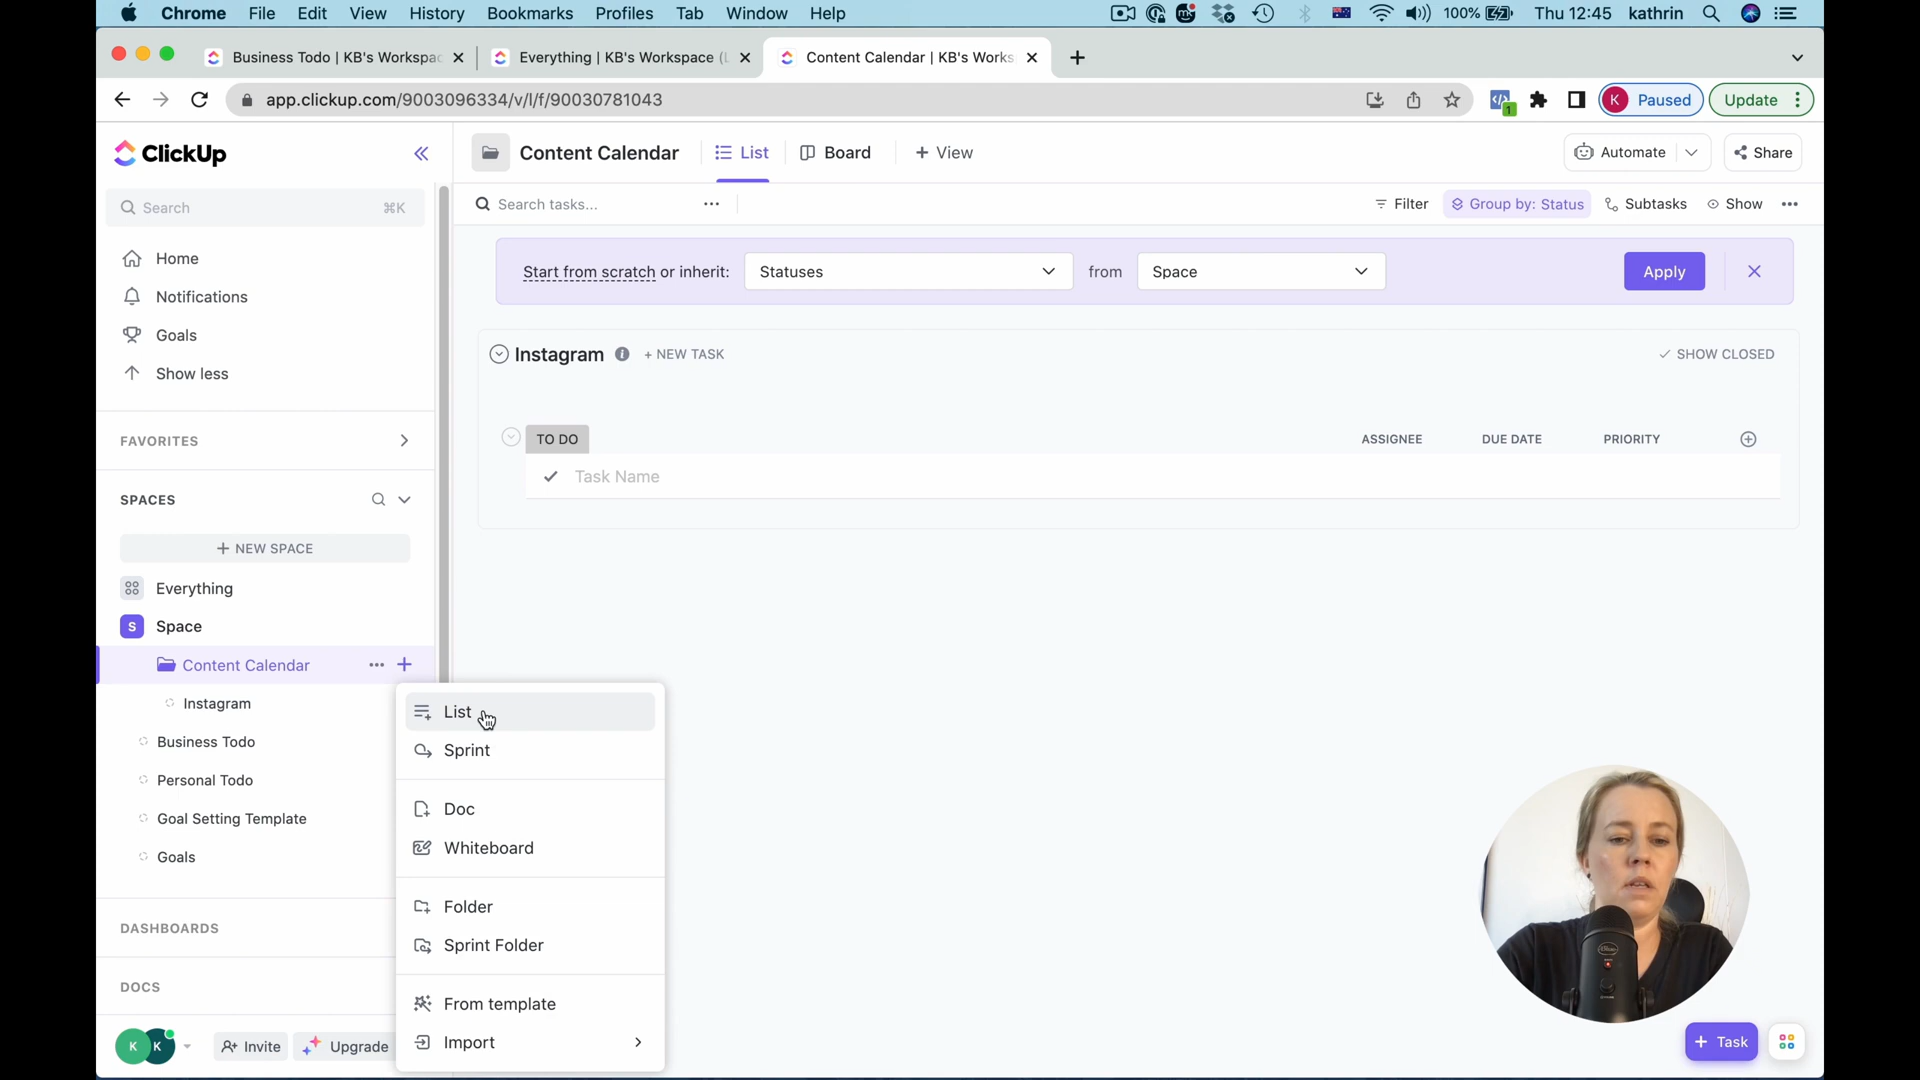 Chrome File Edit View History Bookmarks Profiles Tab Window Help 100% Thu 12:45 kathrin
Business Todo | KB's Workspac Everything | KB's Workspace (L Content Calendar | KB's Works
app.clickup.com/9003096334/v/l/f/90030781043 1 K Paused Update
ClickUp
Content Calendar List Board + View Automate Share
Search ⌘K
Search tasks... Filter Group by: Status Subtasks Show
Home
Notifications
Goals
Show less
Start from scratch or inherit: Statuses from Space Apply
Instagram + NEW TASK SHOW CLOSED
TO DO ASSIGNEE DUE DATE PRIORITY
Task Name
FAVORITES
SPACES
+ NEW SPACE
Everything
S Space
Content Calendar
Instagram
Business Todo
Personal Todo
Goal Setting Template
Goals
DASHBOARDS
DOCS
K K Invite Upgrade
List
Sprint
Doc
Whiteboard
Folder
Sprint Folder
From template
Import
+ Task